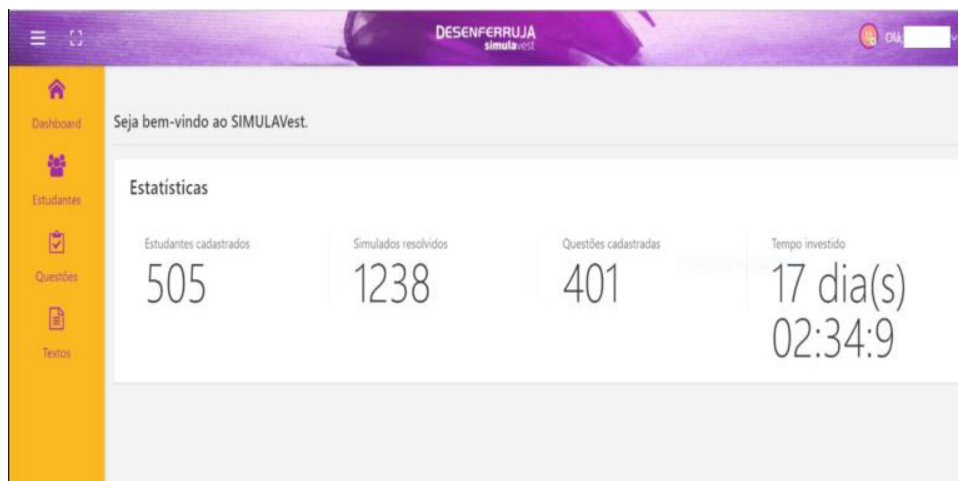 DESENFERRUJA
simulavest
Olá,
Dashboard
Estudantes
Questões
Textos
Seja bem-vindo ao SIMULAVest.
Estatísticas
Estudantes cadastrados
505
Simulados resolvidos
1238
Questões cadastradas
401
Tempo investido
17 dia(s)
02:34:9